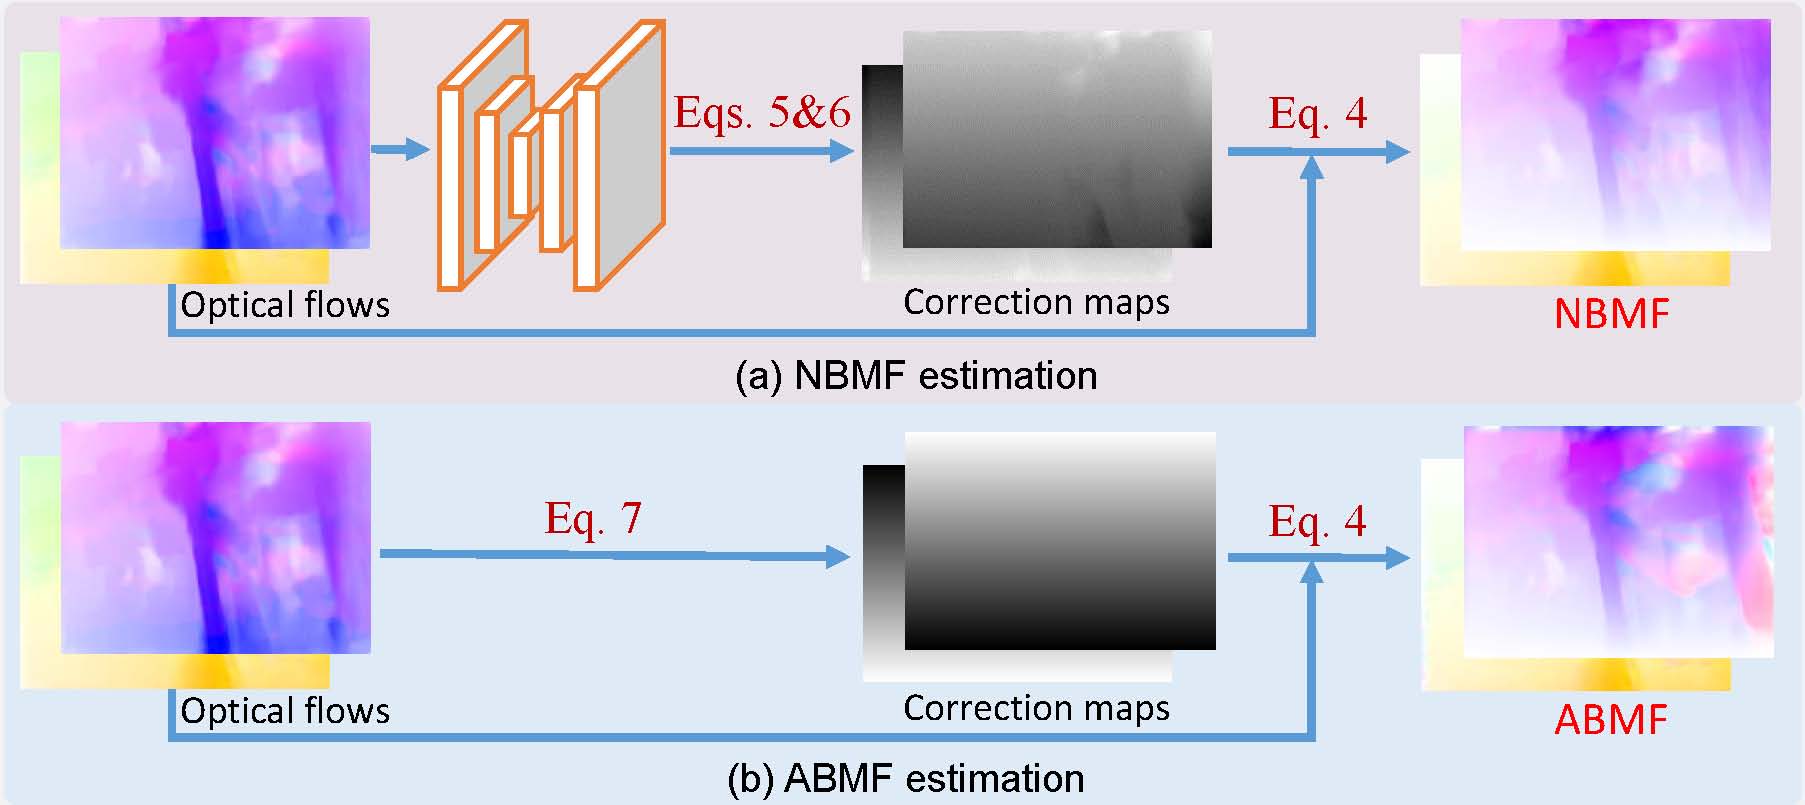 Eqs. 5&6
Eq. 4
Optical flows
Correction maps
NBMF
(a) NBMF estimation
Eq. 7
Eq. 4
Optical flows
Correction maps
ABMF
(b) ABMF estimation